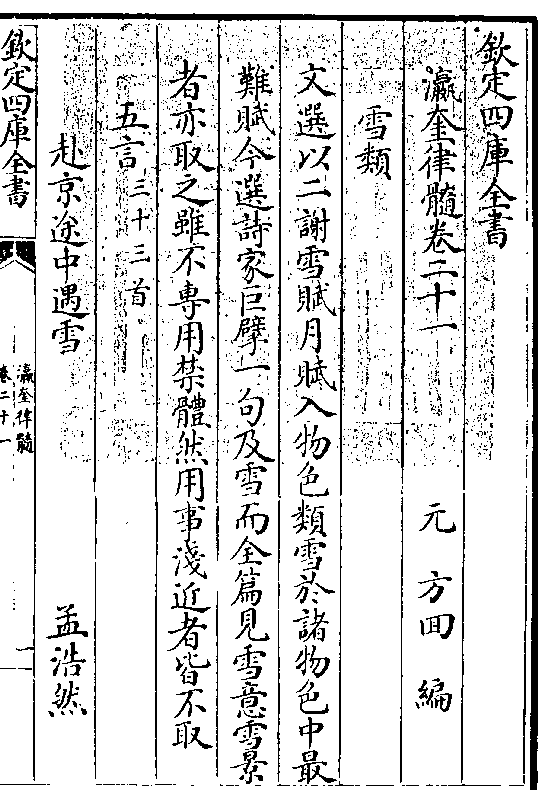 欽定四庫全書
瀛奎律髓卷二十一 元 方回 編
雪類
文選以二謝雪賦月賦入物色類雪於諸物色中最
難賦今選詩家巨擘一句及雪而全篇見雪意雪景
者亦取之雖不專用禁體然用事淺近者皆不取
五言三十三首
赴京途中遇雪 孟浩然
欽定四庫全書
瀛奎律髓
卷二十一
一